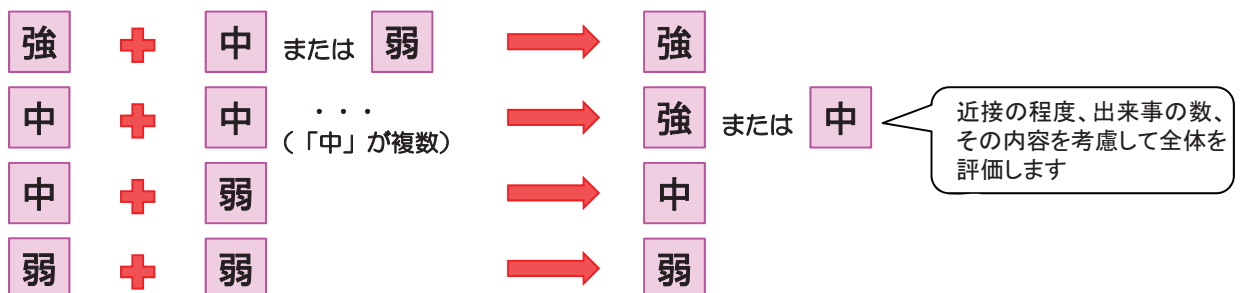 強 + 中 または 弱 強
中 + 中 ・・・ 強 または 中
(「中」が複数)
近接の程度、出来事の数、
その内容を考慮して全体を
評価します
中 + 弱 中
弱 + 弱 弱